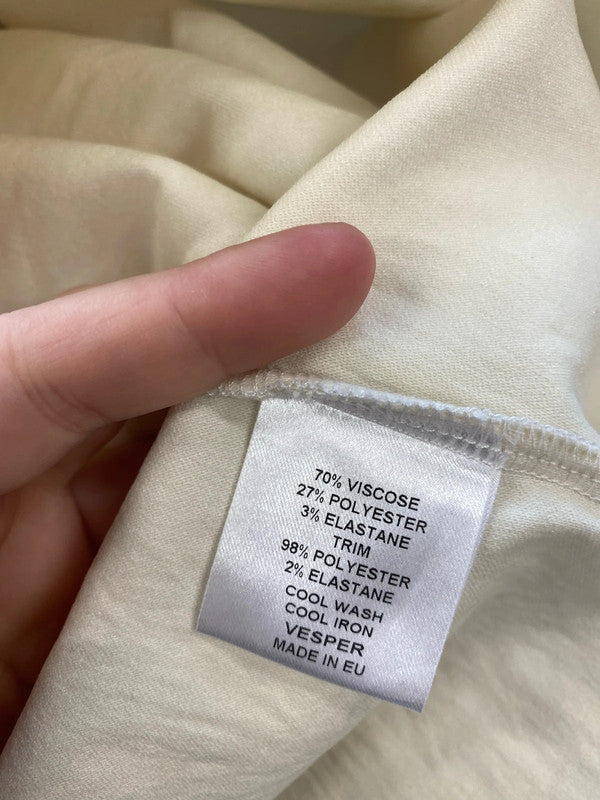 70% VISCOSE
27% POLYESTER
3% ELASTANE
TRIM
98% POLYESTER
2% ELASTANE
COOL WASH
COOL IRON
VESPER
MADE IN EU